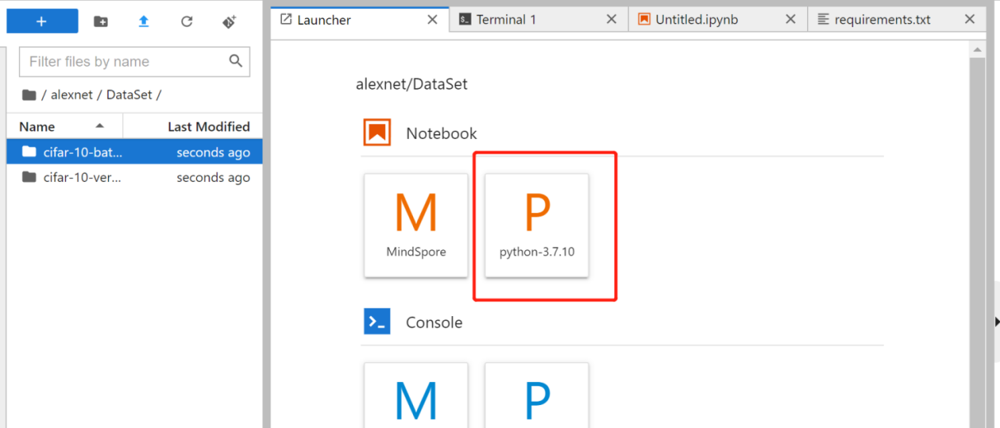 +
Launcher
Terminal 1
Untitled.ipynb
requirements.txt
Filter files by name
/ alexnet / DataSet /
Name
Last Modified
cifar-10-bat...
seconds ago
cifar-10-ver...
seconds ago
alexnet/DataSet
Notebook
M
MindSpore
P
python-3.7.10
Console
M
P